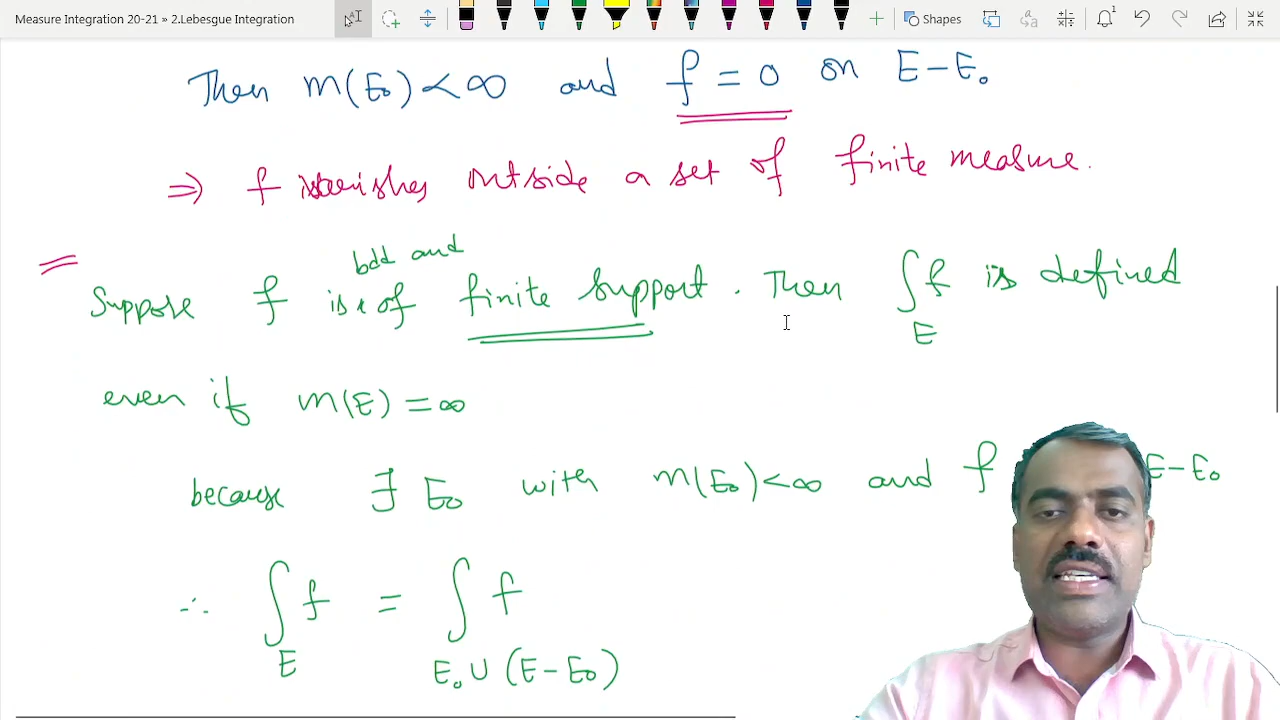 Measure Integration 20-21 » 2.Lebesgue Integration
Shapes
Then m(E₀) < ∞ and f = 0 on E − E₀
⇒ f vanishes outside a set of finite measure.
bdd and
Suppose f is of finite support. Then ∫_E f is defined
even if m(E) = ∞
because ∃ E₀ with m(E₀) < ∞ and f E − E₀
∴ ∫_E f = ∫_{E₀ ∪ (E − E₀)} f